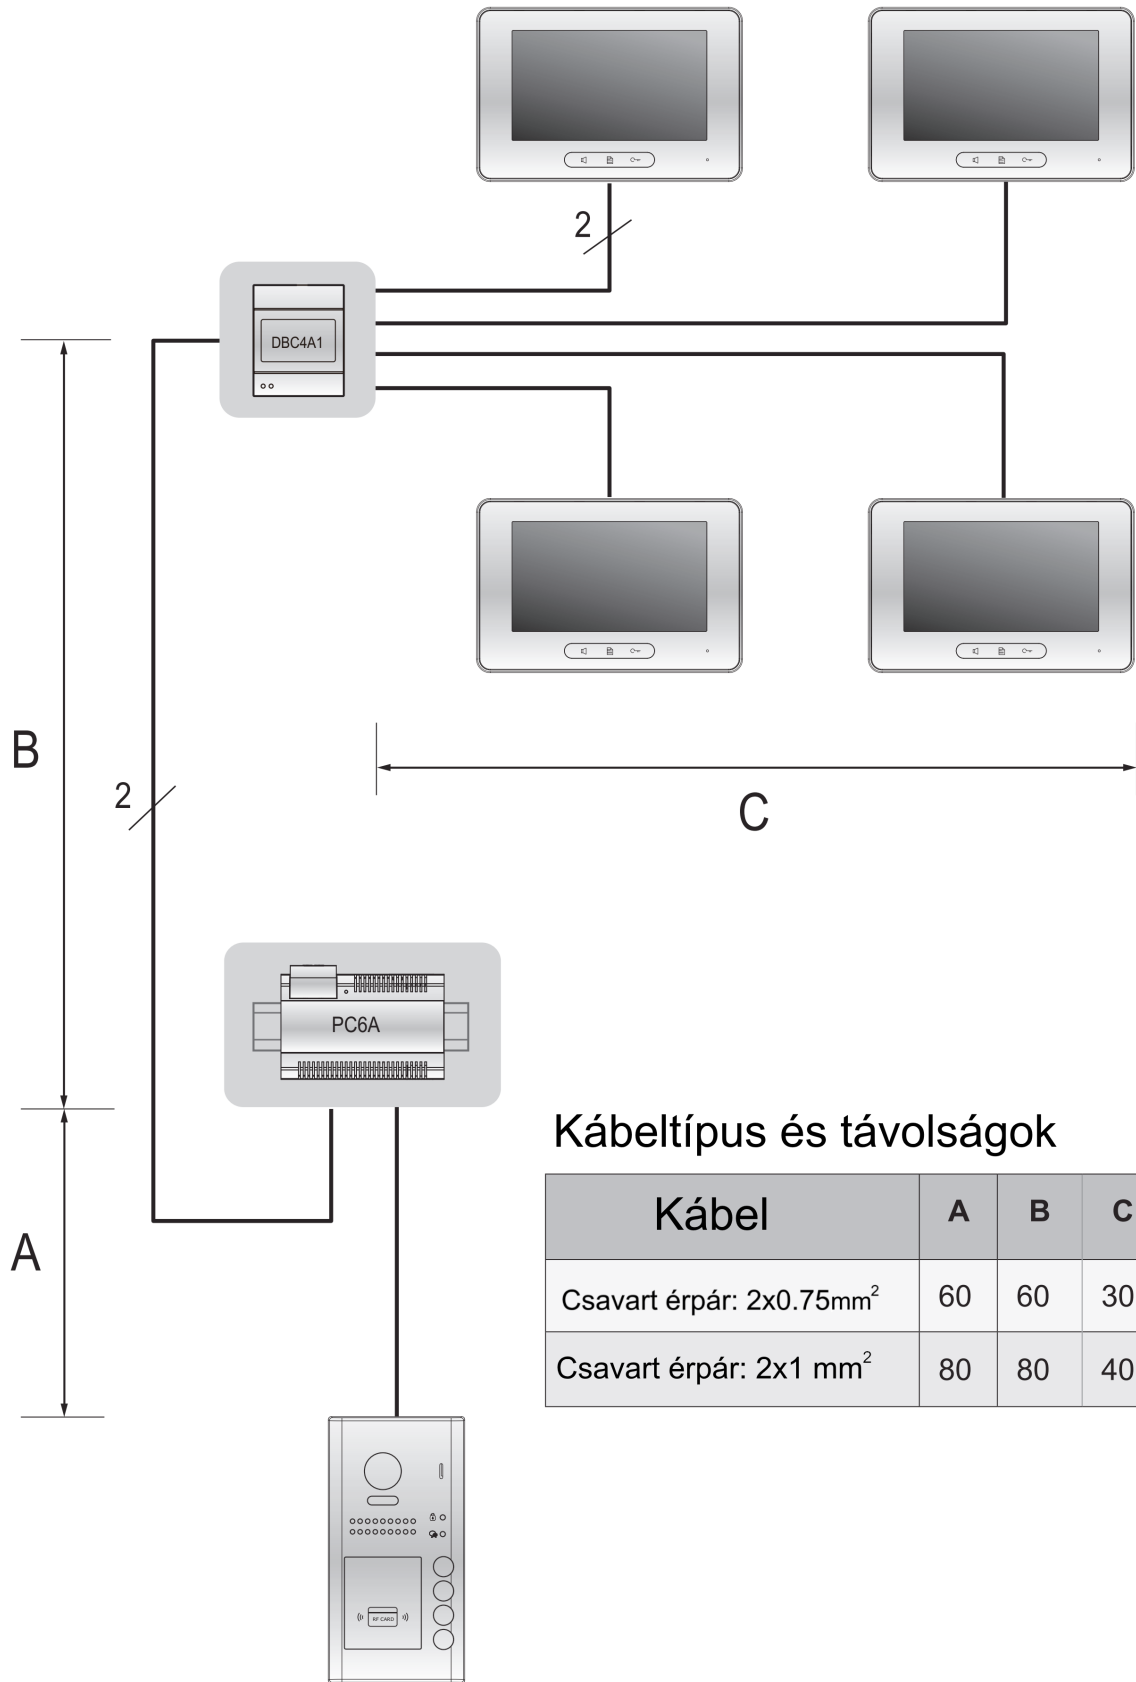 2
DBC4A1
B
2
C
PC6A
A
Kábeltípus és távolságok
Kábel A B C
Csavart érpár: 2x0.75mm² 60 60 30
Csavart érpár: 2x1 mm² 80 80 40
RF CARD